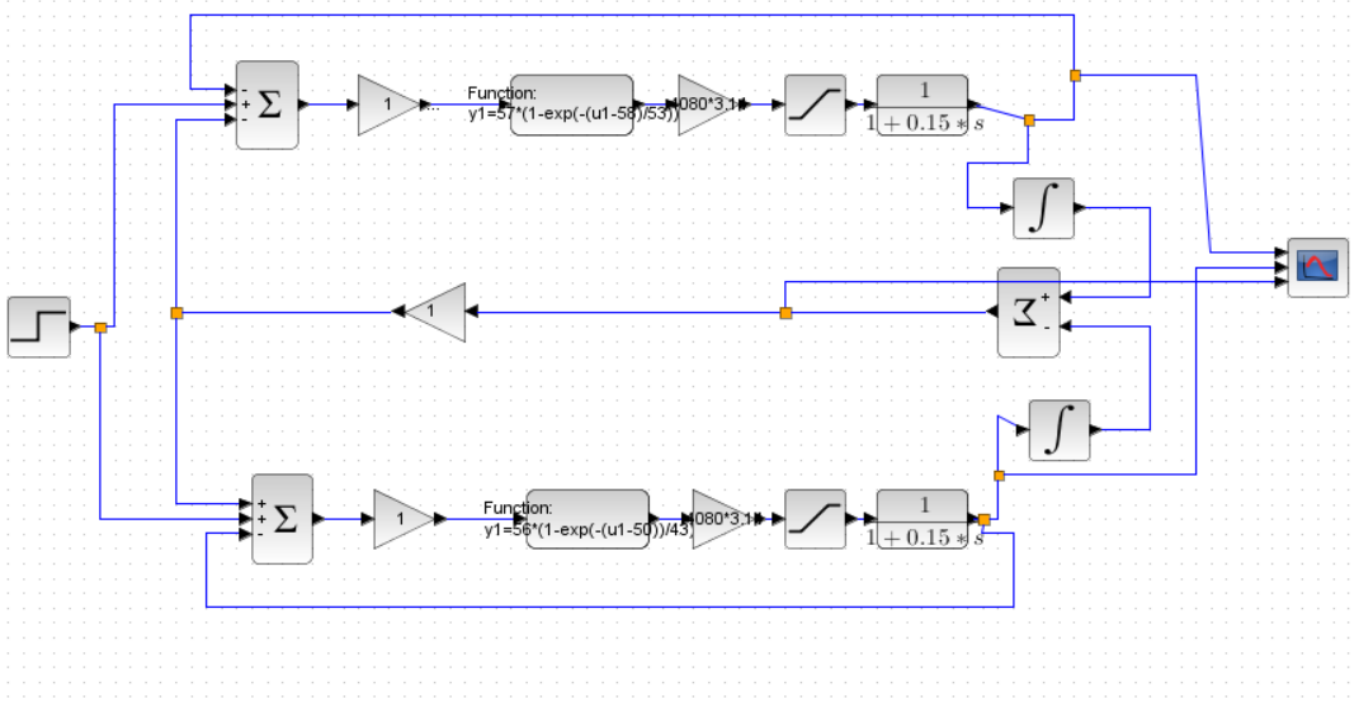 -
+
-
Σ
1
...
Function:
y1=57*(1-exp(-(u1-58)/53))
1
1 + 0.15 * s
∫
+
-
Σ
1
∫
+
+
-
Σ
1
Function:
y1=56*(1-exp(-(u1-50))/43)
1
1 + 0.15 * s